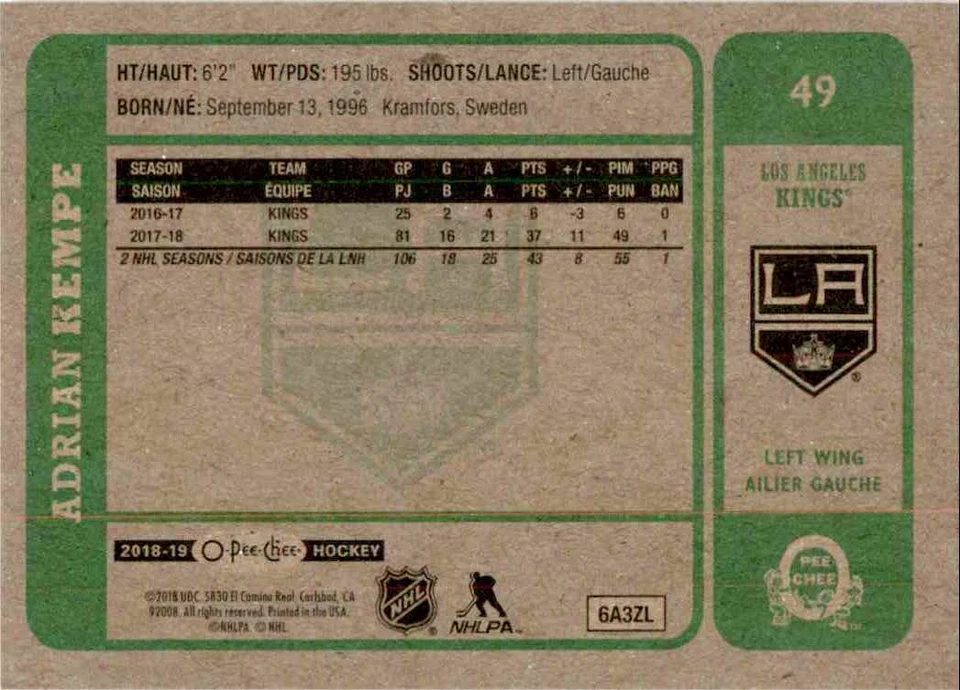 HT/HAUT: 6'2" WT/PDS: 195 lbs. SHOOTS/LANCE: Left/Gauche
BORN/NÉ: September 13, 1996 Kramfors, Sweden
ADRIAN KEMPE
SEASON TEAM GP G A PTS +/- PIM PPG
SAISON ÉQUIPE PJ B A PTS +/- PUN BAN
2016-17 KINGS 25 2 4 6 -3 6 0
2017-18 KINGS 81 16 21 37 11 49 1
2 NHL SEASONS / SAISONS DE LA LNH 106 18 25 43 8 55 1
2018-19 O-Pee-Chee HOCKEY
©2018 UDC. 5830 El Camino Real, Carlsbad, CA
92008. All rights reserved. Printed in the USA.
©NHLPA ©NHL
NHL ®
NHLPA™
6A3ZL
49
LOS ANGELES
KINGS®
LA
®
LEFT WING
AILIER GAUCHE
PEE
CHEE
™